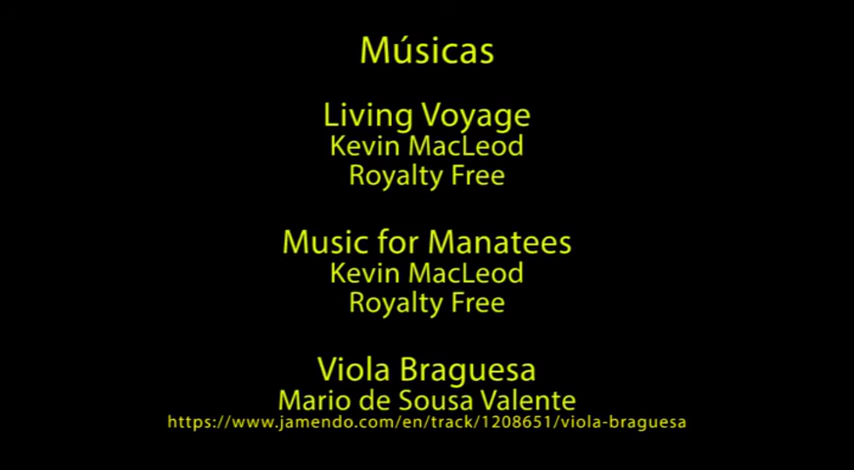 Músicas
Living Voyage
Kevin MacLeod
Royalty Free
Music for Manatees
Kevin MacLeod
Royalty Free
Viola Braguesa
Mario de Sousa Valente
https://www.jamendo.com/en/track/1208651/viola-braguesa